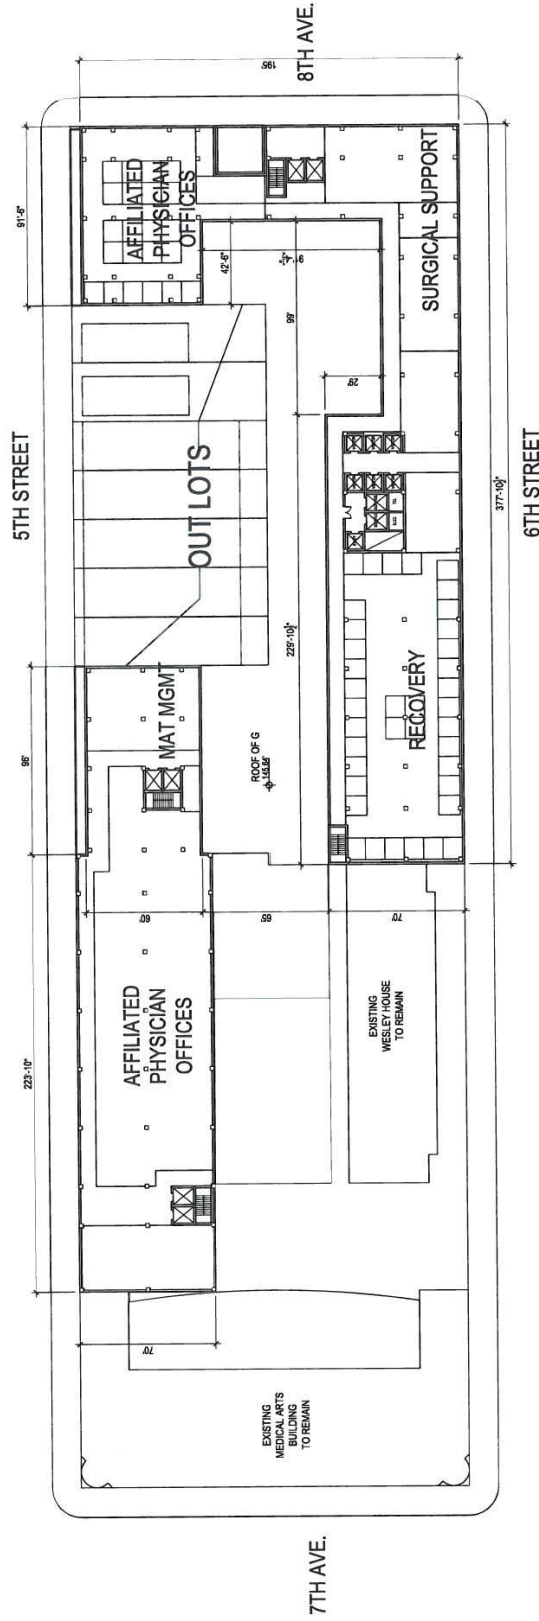 8TH AVE.
195'
91'-6"
AFFILIATED
PHYSICIAN
OFFICES
SURGICAL SUPPORT
42'-6"
99'
29'
5TH STREET
OUT LOTS
6TH STREET
377'-10½"
229'-10½"
MAT MGMT
96'
RECOVERY
ROOF OF G
60'
65'
70'
223'-10"
AFFILIATED
PHYSICIAN
OFFICES
EXISTING
WESLEY HOUSE
TO REMAIN
70'
EXISTING
MEDICAL ARTS
BUILDING
TO REMAIN
7TH AVE.